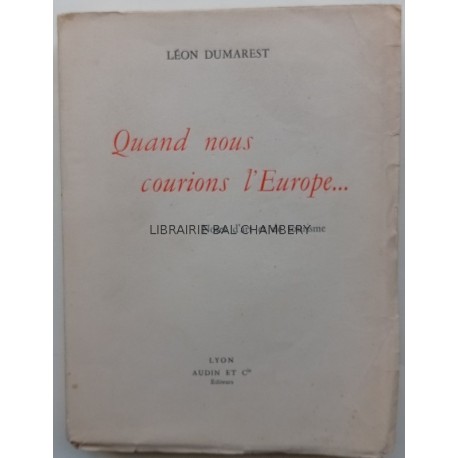 LÉON DUMAREST
Quand nous
courions l'Europe...
LIBRAIRIE BAL CHAMBERY
LYON
AUDIN ET Cie
Éditeurs